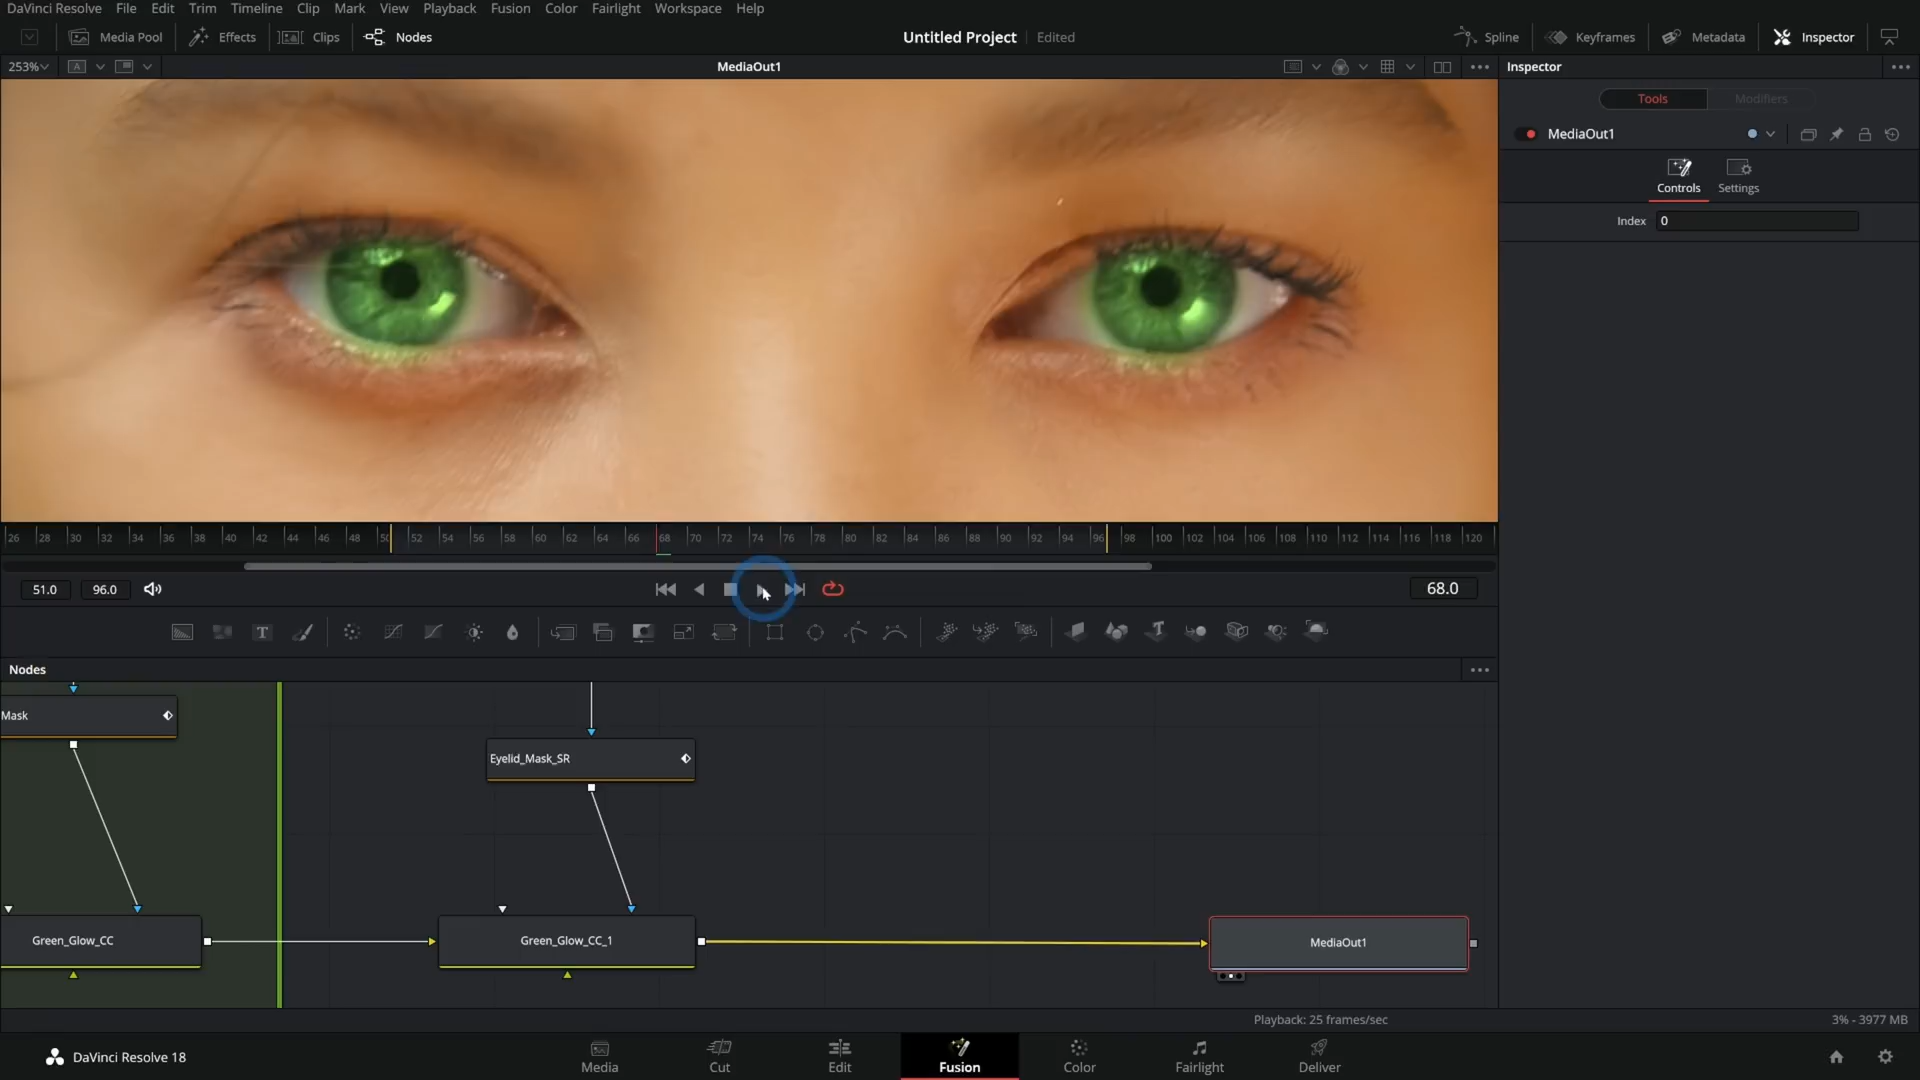 DaVinci Resolve File Edit Trim Timeline Clip Mark View Playback Fusion Color Fairlight Workspace Help
Media Pool Effects Clips Nodes Untitled Project Edited Spline Keyframes Metadata Inspector
253% A MediaOut1 Inspector
Tools Modifiers
MediaOut1
Controls Settings
Index 0
26 28 30 32 34 36 38 40 42 44 46 48 50 52 54 56 58 60 62 64 66 68 70 72 74 76 78 80 82 84 86 88 90 92 94 96 98 100 102 104 106 108 110 112 114 116 118 120
51.0 96.0 68.0
T T
Nodes
Mask
Eyelid_Mask_SR
Green_Glow_CC Green_Glow_CC_1 MediaOut1
Playback: 25 frames/sec 3% - 3977 MB
DaVinci Resolve 18 Media Cut Edit Fusion Color Fairlight Deliver